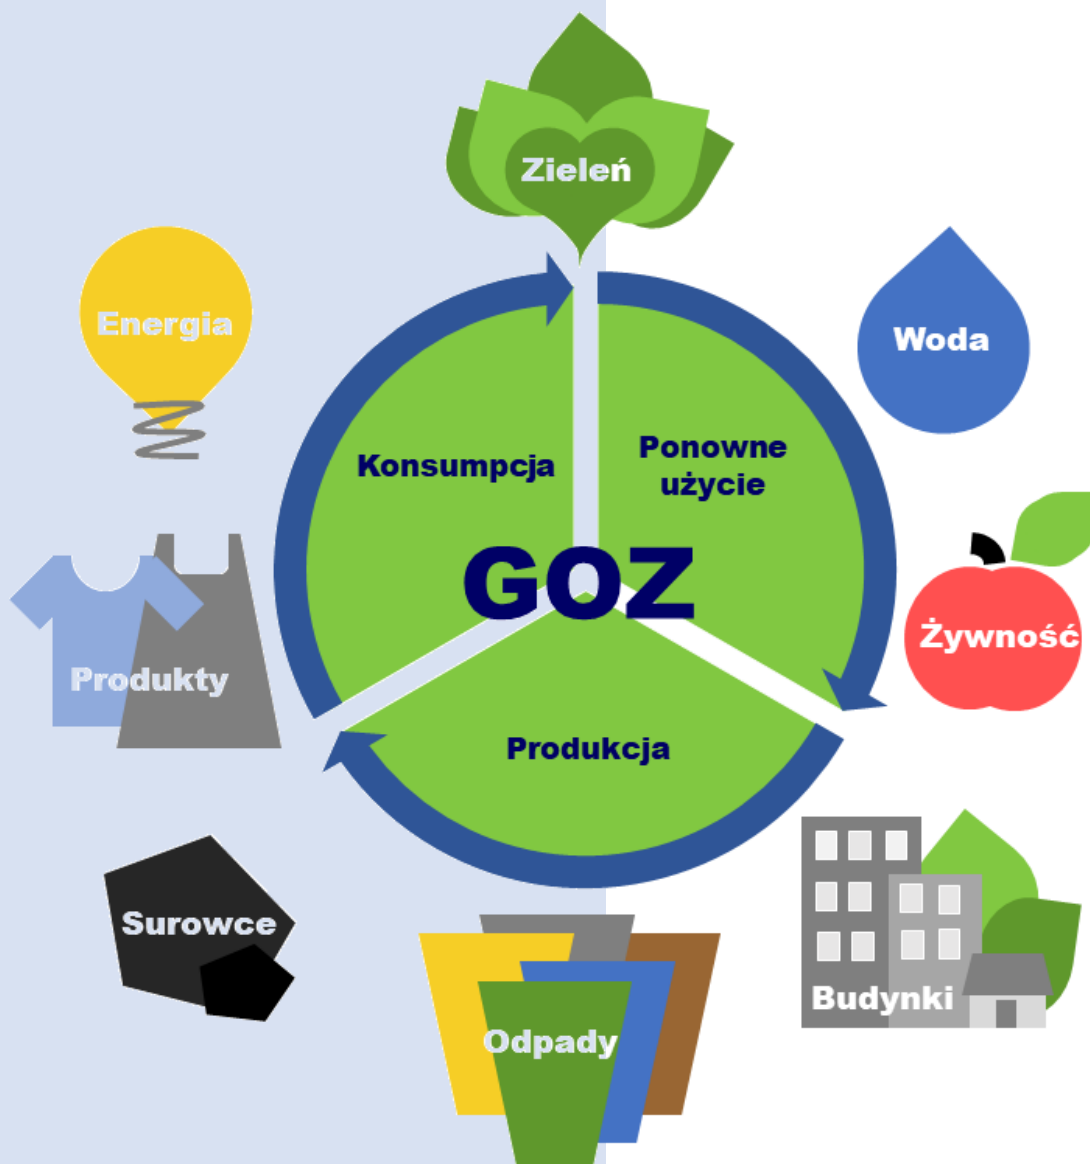 Zieleń
Energia
Woda
Konsumpcja
Ponowne
użycie
GOZ
Żywność
Produkty
Produkcja
Surowce
Budynki
Odpady